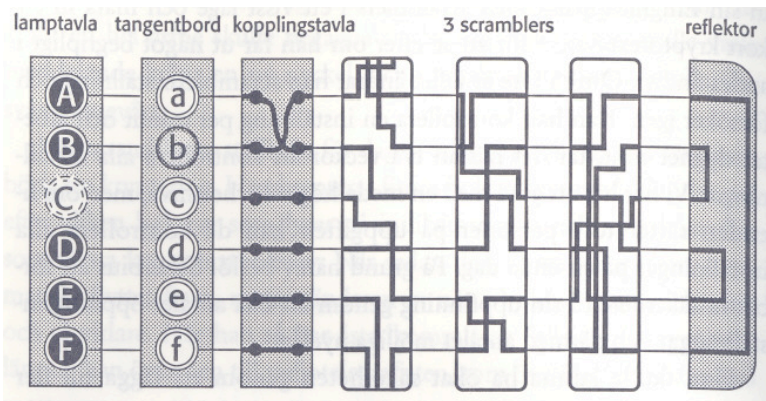 lamptavla tangentbord kopplingstavla 3 scramblers reflektor
A a
B b
C c
D d
E e
F f